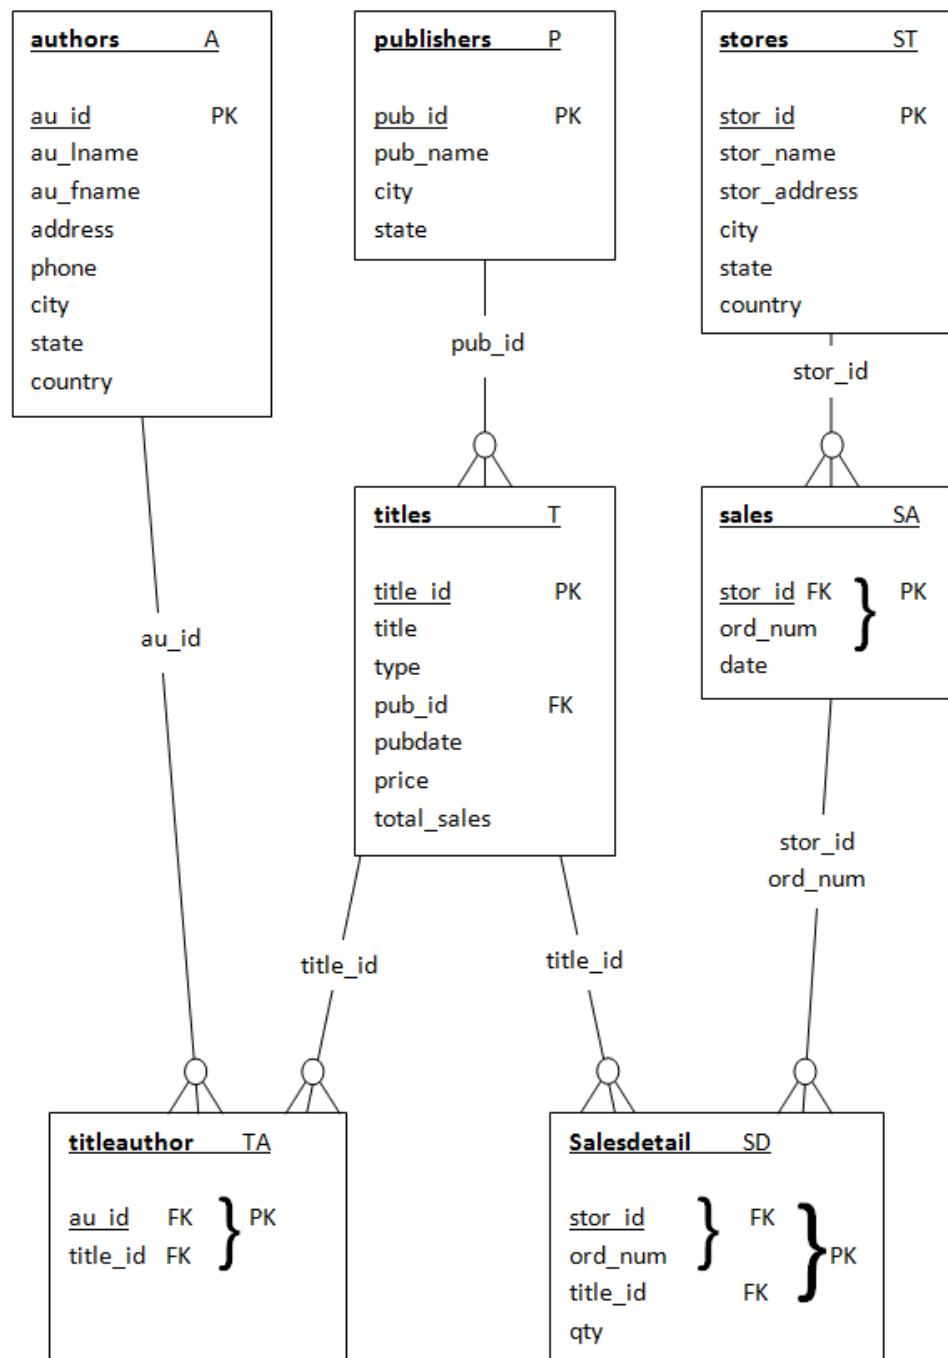 authors A
au_id PK
au_lname
au_fname
address
phone
city
state
country
publishers P
pub_id PK
pub_name
city
state
stores ST
stor_id PK
stor_name
stor_address
city
state
country
pub_id
stor_id
au_id
titles T
title_id PK
title
type
pub_id FK
pubdate
price
total_sales
sales SA
stor_id FK } PK
ord_num
date
stor_id
ord_num
title_id
title_id
titleauthor TA
au_id FK } PK
title_id FK
Salesdetail SD
stor_id } FK
ord_num } PK
title_id FK
qty